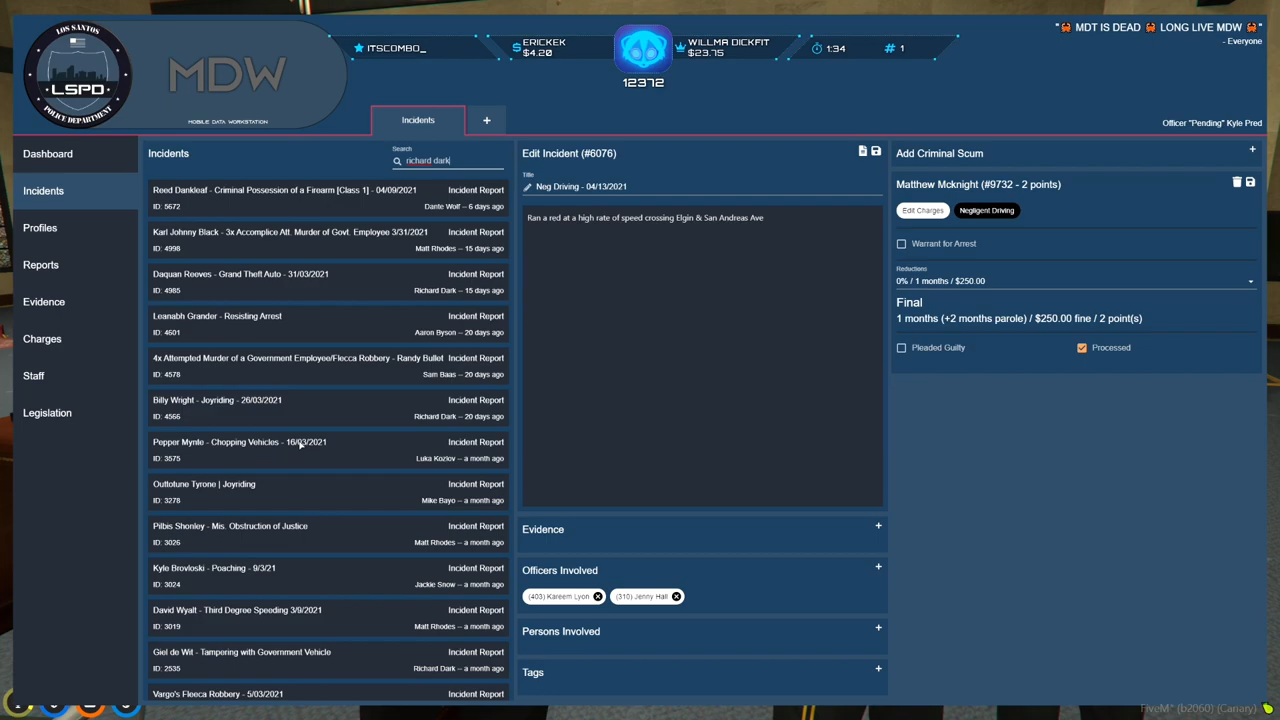 LOS SANTOS
LSPD
POLICE DEPARTMENT
MDW
MOBILE DATA WORKSTATION
ITSCOMBO_
ERICKEK
$4.20
12372
WILLMA DICKFIT
$23.75
1:34
# 1
" 🦀 MDT IS DEAD 🦀 LONG LIVE MDW 🦀 "
- Everyone
Incidents
+
Officer "Pending" Kyle Pred
Dashboard
Incidents
Profiles
Reports
Evidence
Charges
Staff
Legislation
Incidents
Search
richard dark
Reed Dankleaf - Criminal Possession of a Firearm [Class 1] - 04/09/2021 Incident Report
ID: 5672 Dante Wolf -- 6 days ago
Karl Johnny Black - 3x Accomplice Att. Murder of Govt. Employee 3/31/2021 Incident Report
ID: 4998 Matt Rhodes -- 15 days ago
Daquan Reeves - Grand Theft Auto - 31/03/2021 Incident Report
ID: 4985 Richard Dark -- 15 days ago
Leanabh Grander - Resisting Arrest Incident Report
ID: 4601 Aaron Byson -- 20 days ago
4x Attempted Murder of a Government Employee/Flecca Robbery - Randy Bullet Incident Report
ID: 4578 Sam Baas -- 20 days ago
Billy Wright - Joyriding - 26/03/2021 Incident Report
ID: 4566 Richard Dark -- 20 days ago
Pepper Mynte - Chopping Vehicles - 16/03/2021 Incident Report
ID: 3575 Luka Kozlov -- a month ago
Outtotune Tyrone | Joyriding Incident Report
ID: 3278 Mike Bayo -- a month ago
Pilbis Shonley - Mis. Obstruction of Justice Incident Report
ID: 3026 Matt Rhodes -- a month ago
Kyle Brovloski - Poaching - 9/3/21 Incident Report
ID: 3024 Jackie Snow -- a month ago
David Wyalt - Third Degree Speeding 3/9/2021 Incident Report
ID: 3019 Matt Rhodes -- a month ago
Giel de Wit - Tampering with Government Vehicle Incident Report
ID: 2535 Richard Dark -- a month ago
Vargo's Fleeca Robbery - 5/03/2021 Incident Report
Edit Incident (#6076)
Title
Neg Driving - 04/13/2021
Ran a red at a high rate of speed crossing Elgin & San Andreas Ave
Evidence +
Officers Involved +
(403) Kareem Lyon (310) Jenny Hall
Persons Involved +
Tags +
Add Criminal Scum +
Matthew Mcknight (#9732 - 2 points)
Edit Charges Negligent Driving
Warrant for Arrest
Reductions
0% / 1 months / $250.00
Final
1 months (+2 months parole) / $250.00 fine / 2 point(s)
Pleaded Guilty Processed
FiveM* (b2060) (Canary)